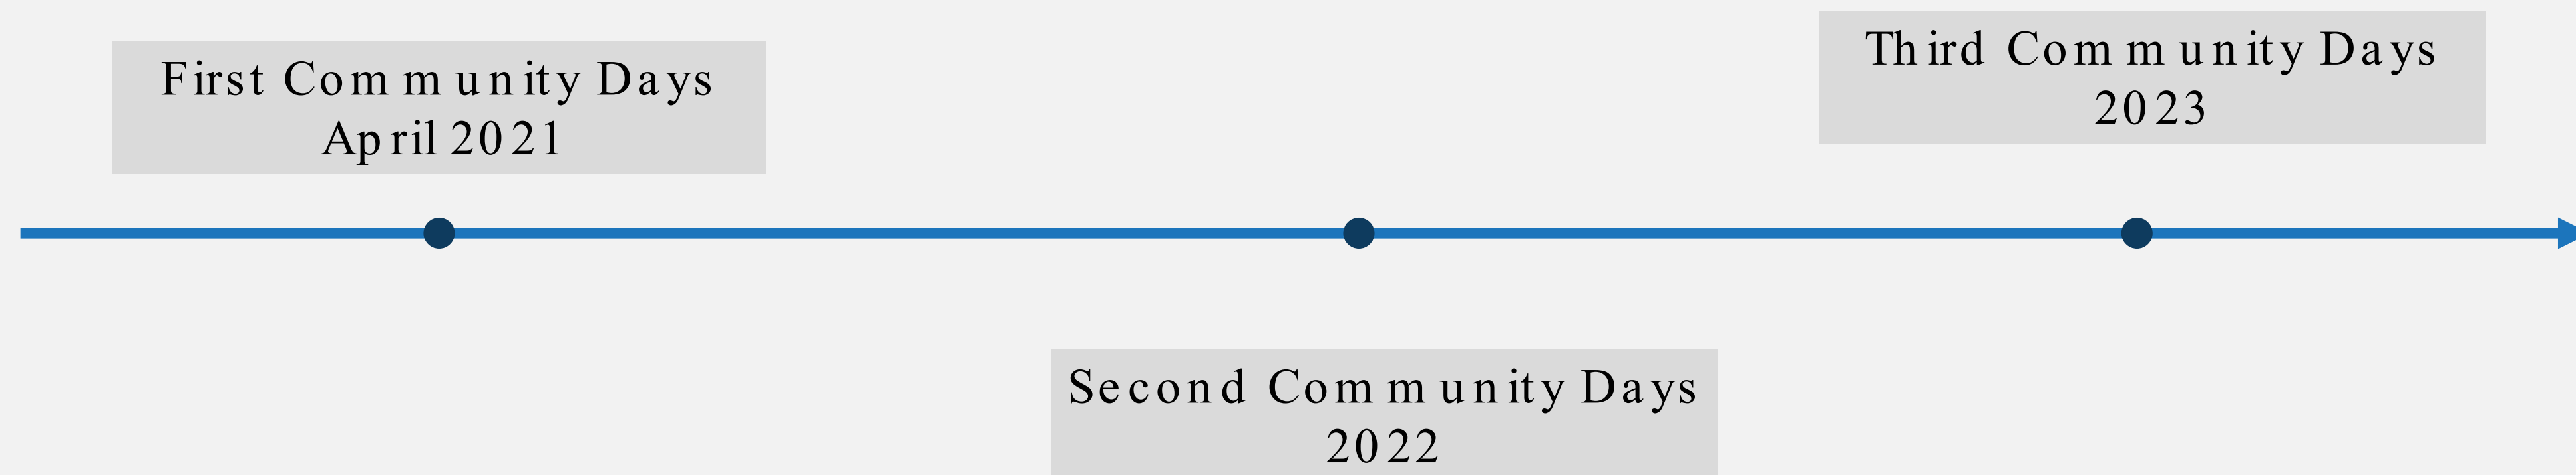 First Community Days
April 2021
Third Community Days
2023
Second Community Days
2022